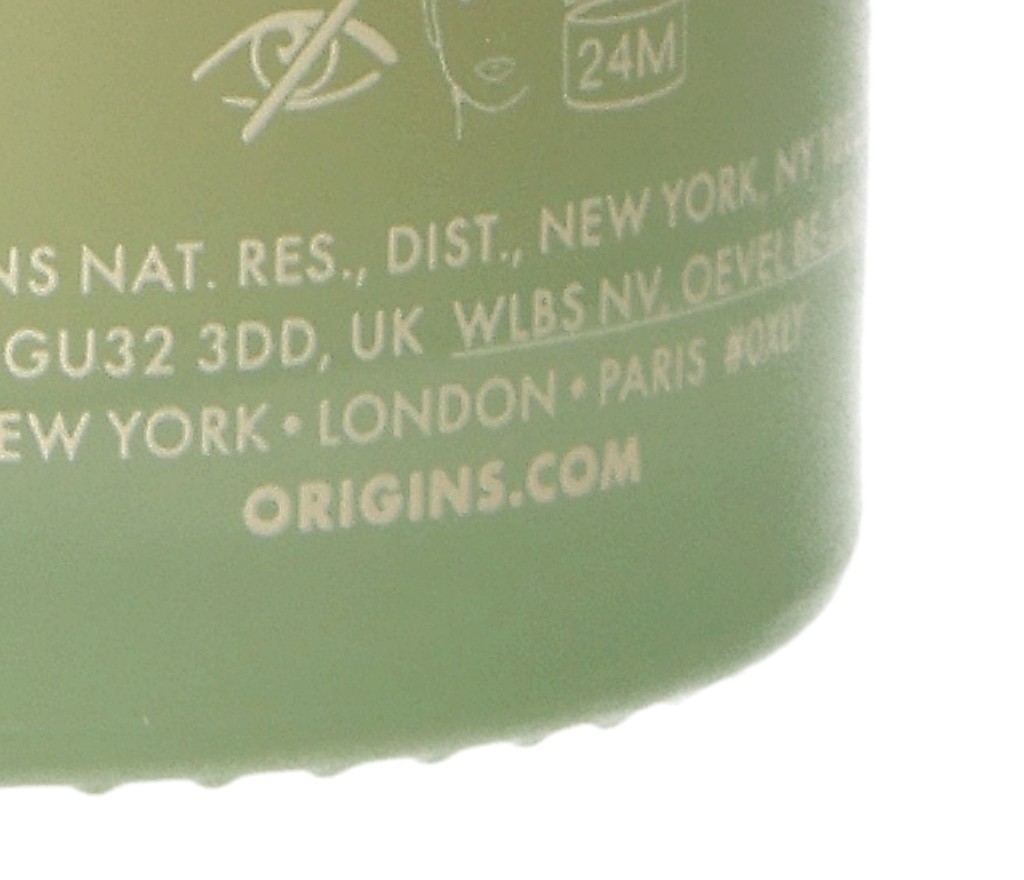 24M
NS NAT. RES., DIST., NEW YORK, NY
GU32 3DD, UK WLBS NV, OEVEL
EW YORK • LONDON • PARIS #0XLY
ORIGINS.COM